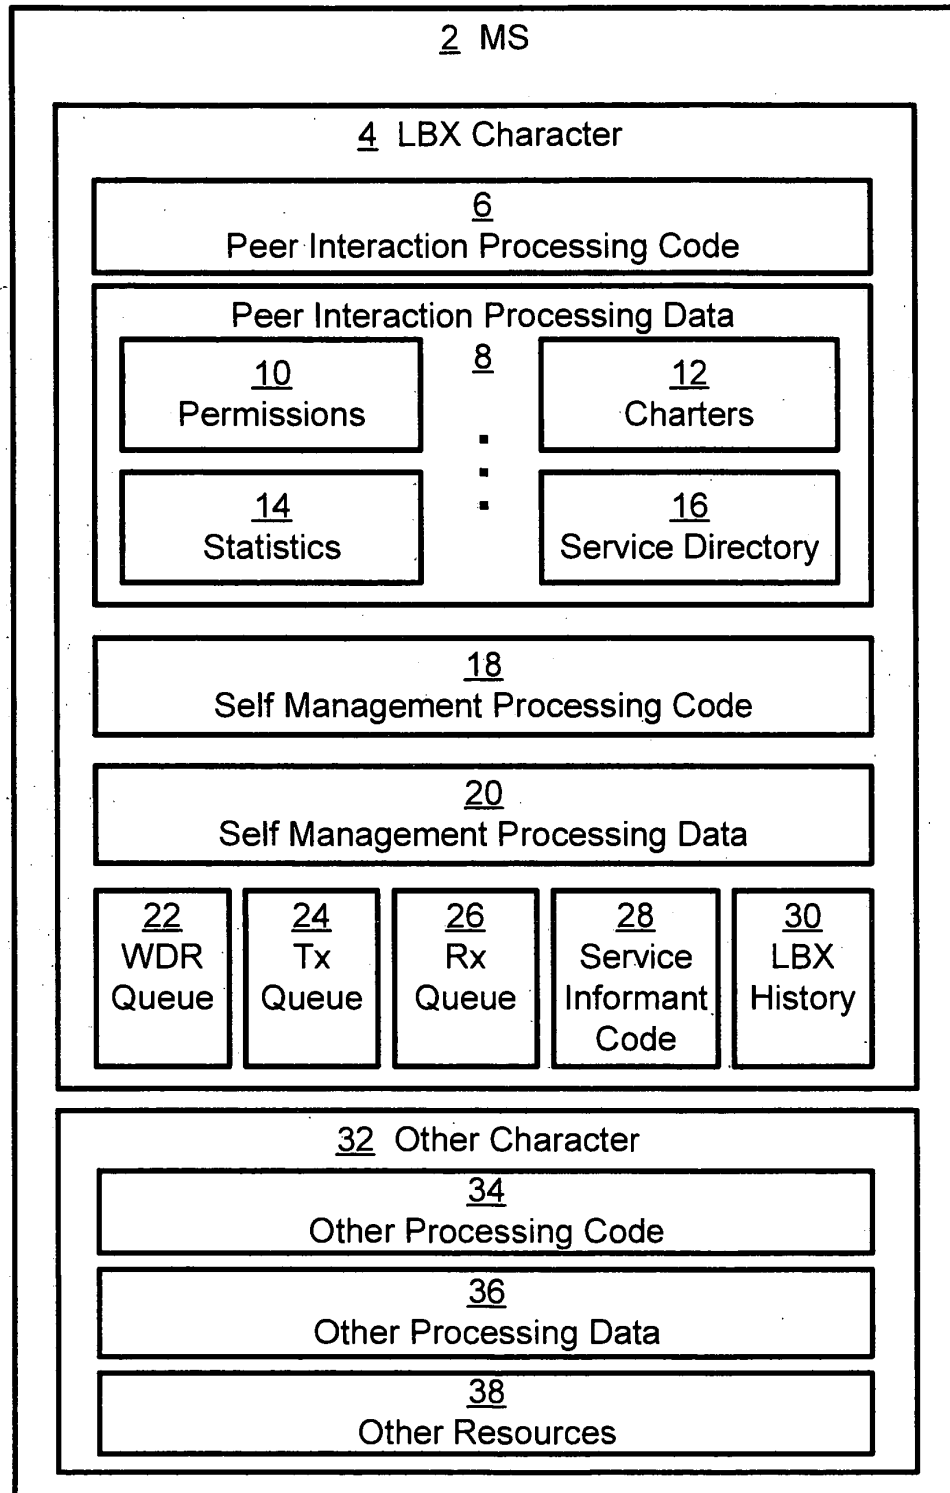 2 MS
4 LBX Character
6
Peer Interaction Processing Code
Peer Interaction Processing Data
8
10
Permissions
12
Charters
14
Statistics
16
Service Directory
18
Self Management Processing Code
20
Self Management Processing Data
22
WDR
Queue
24
Tx
Queue
26
Rx
Queue
28
Service
Informant
Code
30
LBX
History
32 Other Character
34
Other Processing Code
36
Other Processing Data
38
Other Resources